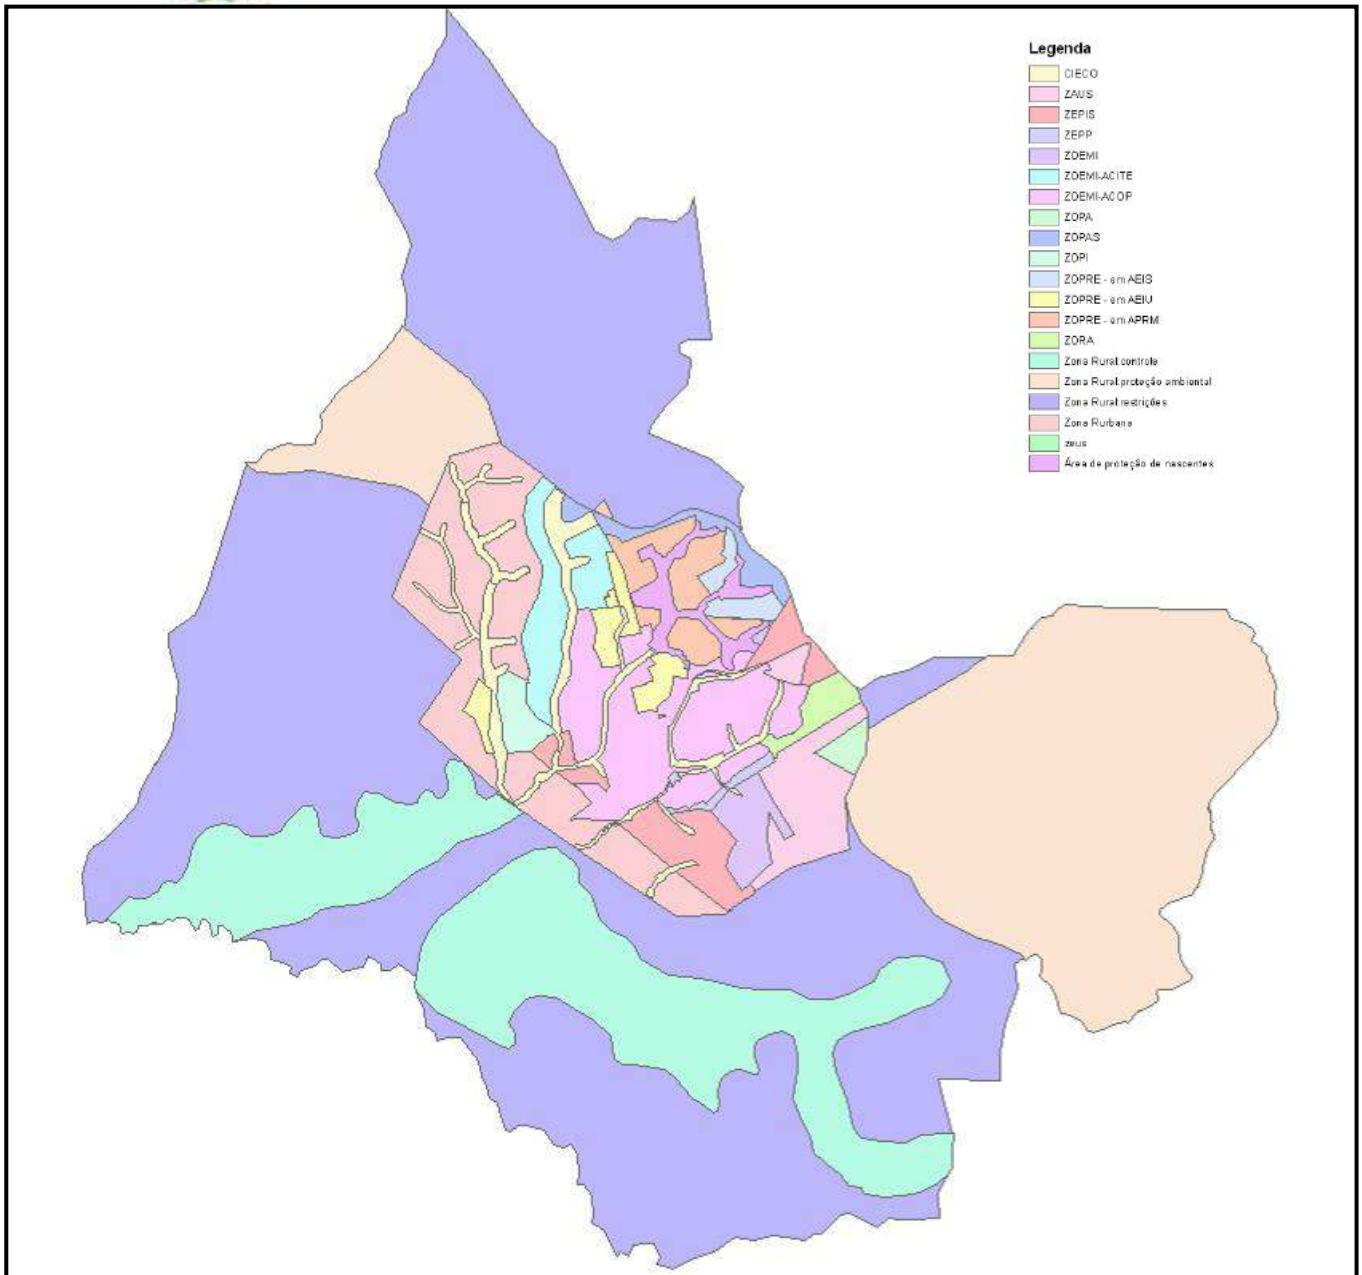 Legenda
CIECO
ZAUS
ZEPIS
ZEPP
ZOEMI
ZOEMI-ACITE
ZOEMI-ACOP
ZOPA
ZOPAS
ZOPI
ZOPRE - em AEIS
ZOPRE - em AEIU
ZOPRE - em APRM
ZORA
Zona Rural controle
Zona Rural proteção ambiental
Zona Rural restrições
Zona Rurbana
zeus
Área de proteção de nascentes